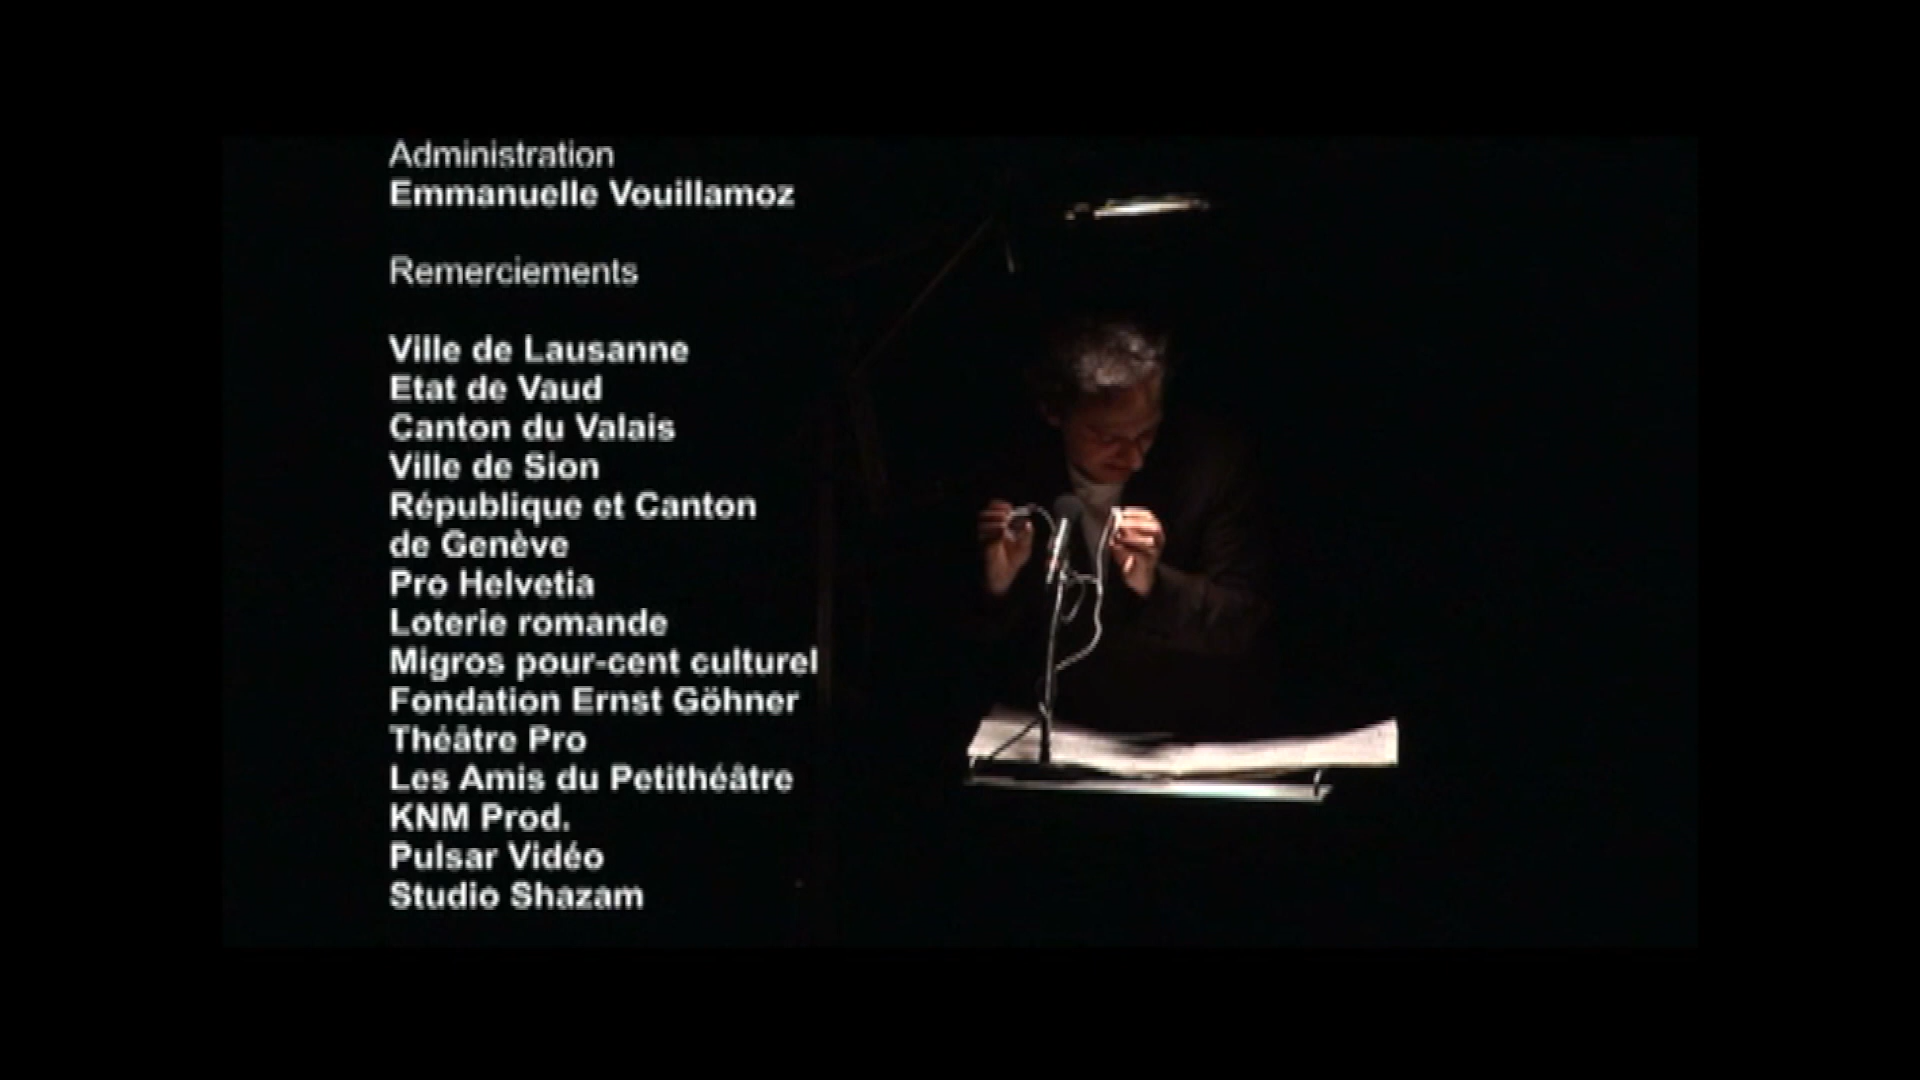 Administration
Emmanuelle Vouillamoz
Remerciements
Ville de Lausanne
Etat de Vaud
Canton du Valais
Ville de Sion
République et Canton
de Genève
Pro Helvetia
Loterie romande
Migros pour-cent culturel
Fondation Ernst Göhner
Théâtre Pro
Les Amis du Petithéâtre
KNM Prod.
Pulsar Vidéo
Studio Shazam